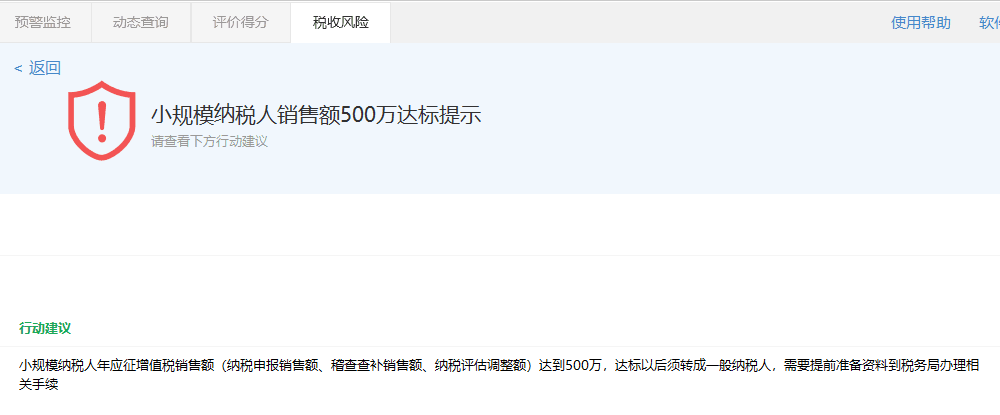 预警监控 动态查询 评价得分 税收风险 使用帮助 软件
< 返回
小规模纳税人销售额500万达标提示
请查看下方行动建议
行动建议
小规模纳税人年应征增值税销售额（纳税申报销售额、稽查查补销售额、纳税评估调整额）达到500万，达标以后须转成一般纳税人，需要提前准备资料到税务局办理相
关手续